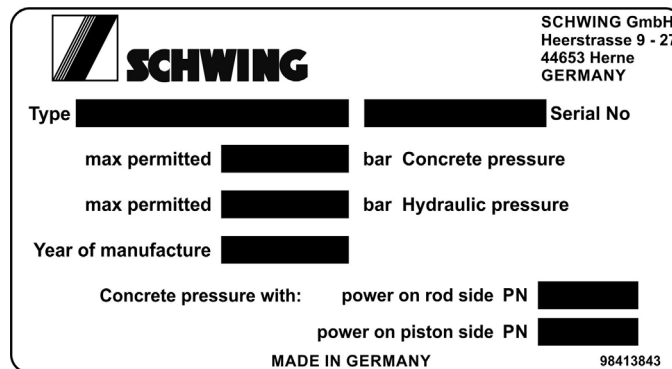 SCHWING
SCHWING GmbH
Heerstrasse 9 - 27
44653 Herne
GERMANY
Type Serial No
max permitted bar Concrete pressure
max permitted bar Hydraulic pressure
Year of manufacture
Concrete pressure with: power on rod side PN
power on piston side PN
MADE IN GERMANY 98413843